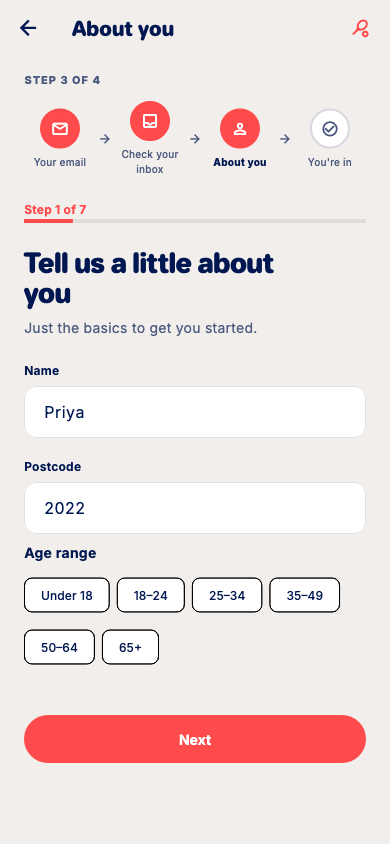 About you
STEP 3 OF 4
Your email
Check your
inbox
About you
You're in
Step 1 of 7
Tell us a little about
you
Just the basics to get you started.
Name
Priya
Postcode
2022
Age range
Under 18
18–24
25–34
35–49
50–64
65+
Next